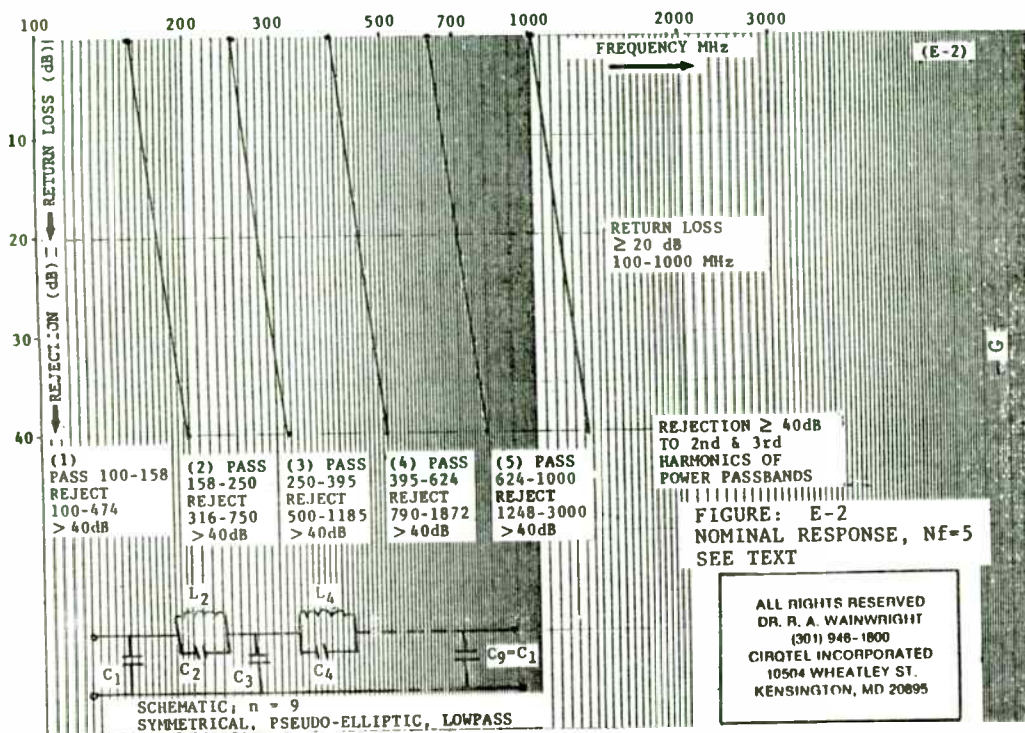 100 200 300 500 700 1000 2000 3000
FREQUENCY MHz
(E-2)
RETURN LOSS (dB)
REJECTION (dB)
10
20
30
40
RETURN LOSS
≥ 20 dB
100-1000 MHz
G
(1)
PASS 100-158
REJECT
100-474
> 40dB
(2) PASS
158-250
REJECT
316-750
>40dB
(3) PASS
250-395
REJECT
500-1185
>40dB
(4) PASS
395-624
REJECT
790-1872
>40dB
(5) PASS
624-1000
REJECT
1248-3000
>40dB
REJECTION ≥ 40dB
TO 2nd & 3rd
HARMONICS OF
POWER PASSBANDS
FIGURE: E-2
NOMINAL RESPONSE, Nf=5
SEE TEXT
L2
L4
C1
C2
C3
C4
C9=C1
SCHEMATIC, n = 9
SYMMETRICAL, PSEUDO-ELLIPTIC, LOWPASS
ALL RIGHTS RESERVED
DR. R. A. WAINWRIGHT
(301) 946-1800
CIRQTEL INCORPORATED
10504 WHEATLEY ST.
KENSINGTON, MD 20895